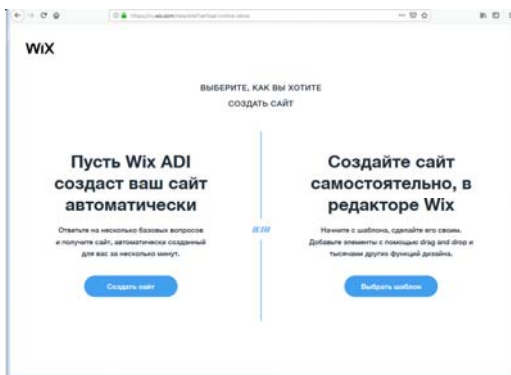 WiX
ВЫБЕРИТЕ, КАК ВЫ ХОТИТЕ
СОЗДАТЬ САЙТ
Пусть Wix ADI
создаст ваш сайт
автоматически
Ответьте на несколько базовых вопросов
и получите сайт, автоматически созданный
для вас за несколько минут.
Создать сайт
или
Создайте сайт
самостоятельно, в
редакторе Wix
Начните с шаблона, сделайте его своим.
Добавьте элементы с помощью drag and drop и
тысячами других функций дизайна.
Выбрать шаблон